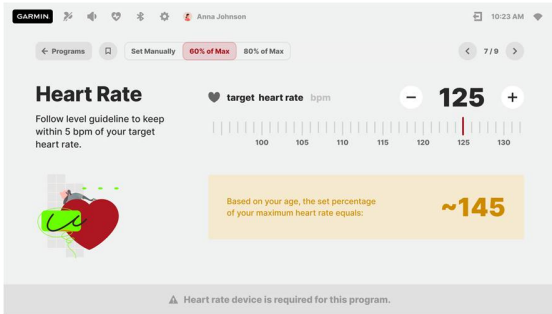 GARMIN. Anna Johnson 10:23 AM
Programs Set Manually 60% of Max 80% of Max 7/9
Heart Rate
Follow level guideline to keep
within 5 bpm of your target
heart rate.
target heart rate bpm
125
100 105 110 115 120 125 130
Based on your age, the set percentage
of your maximum heart rate equals:
~145
Heart rate device is required for this program.